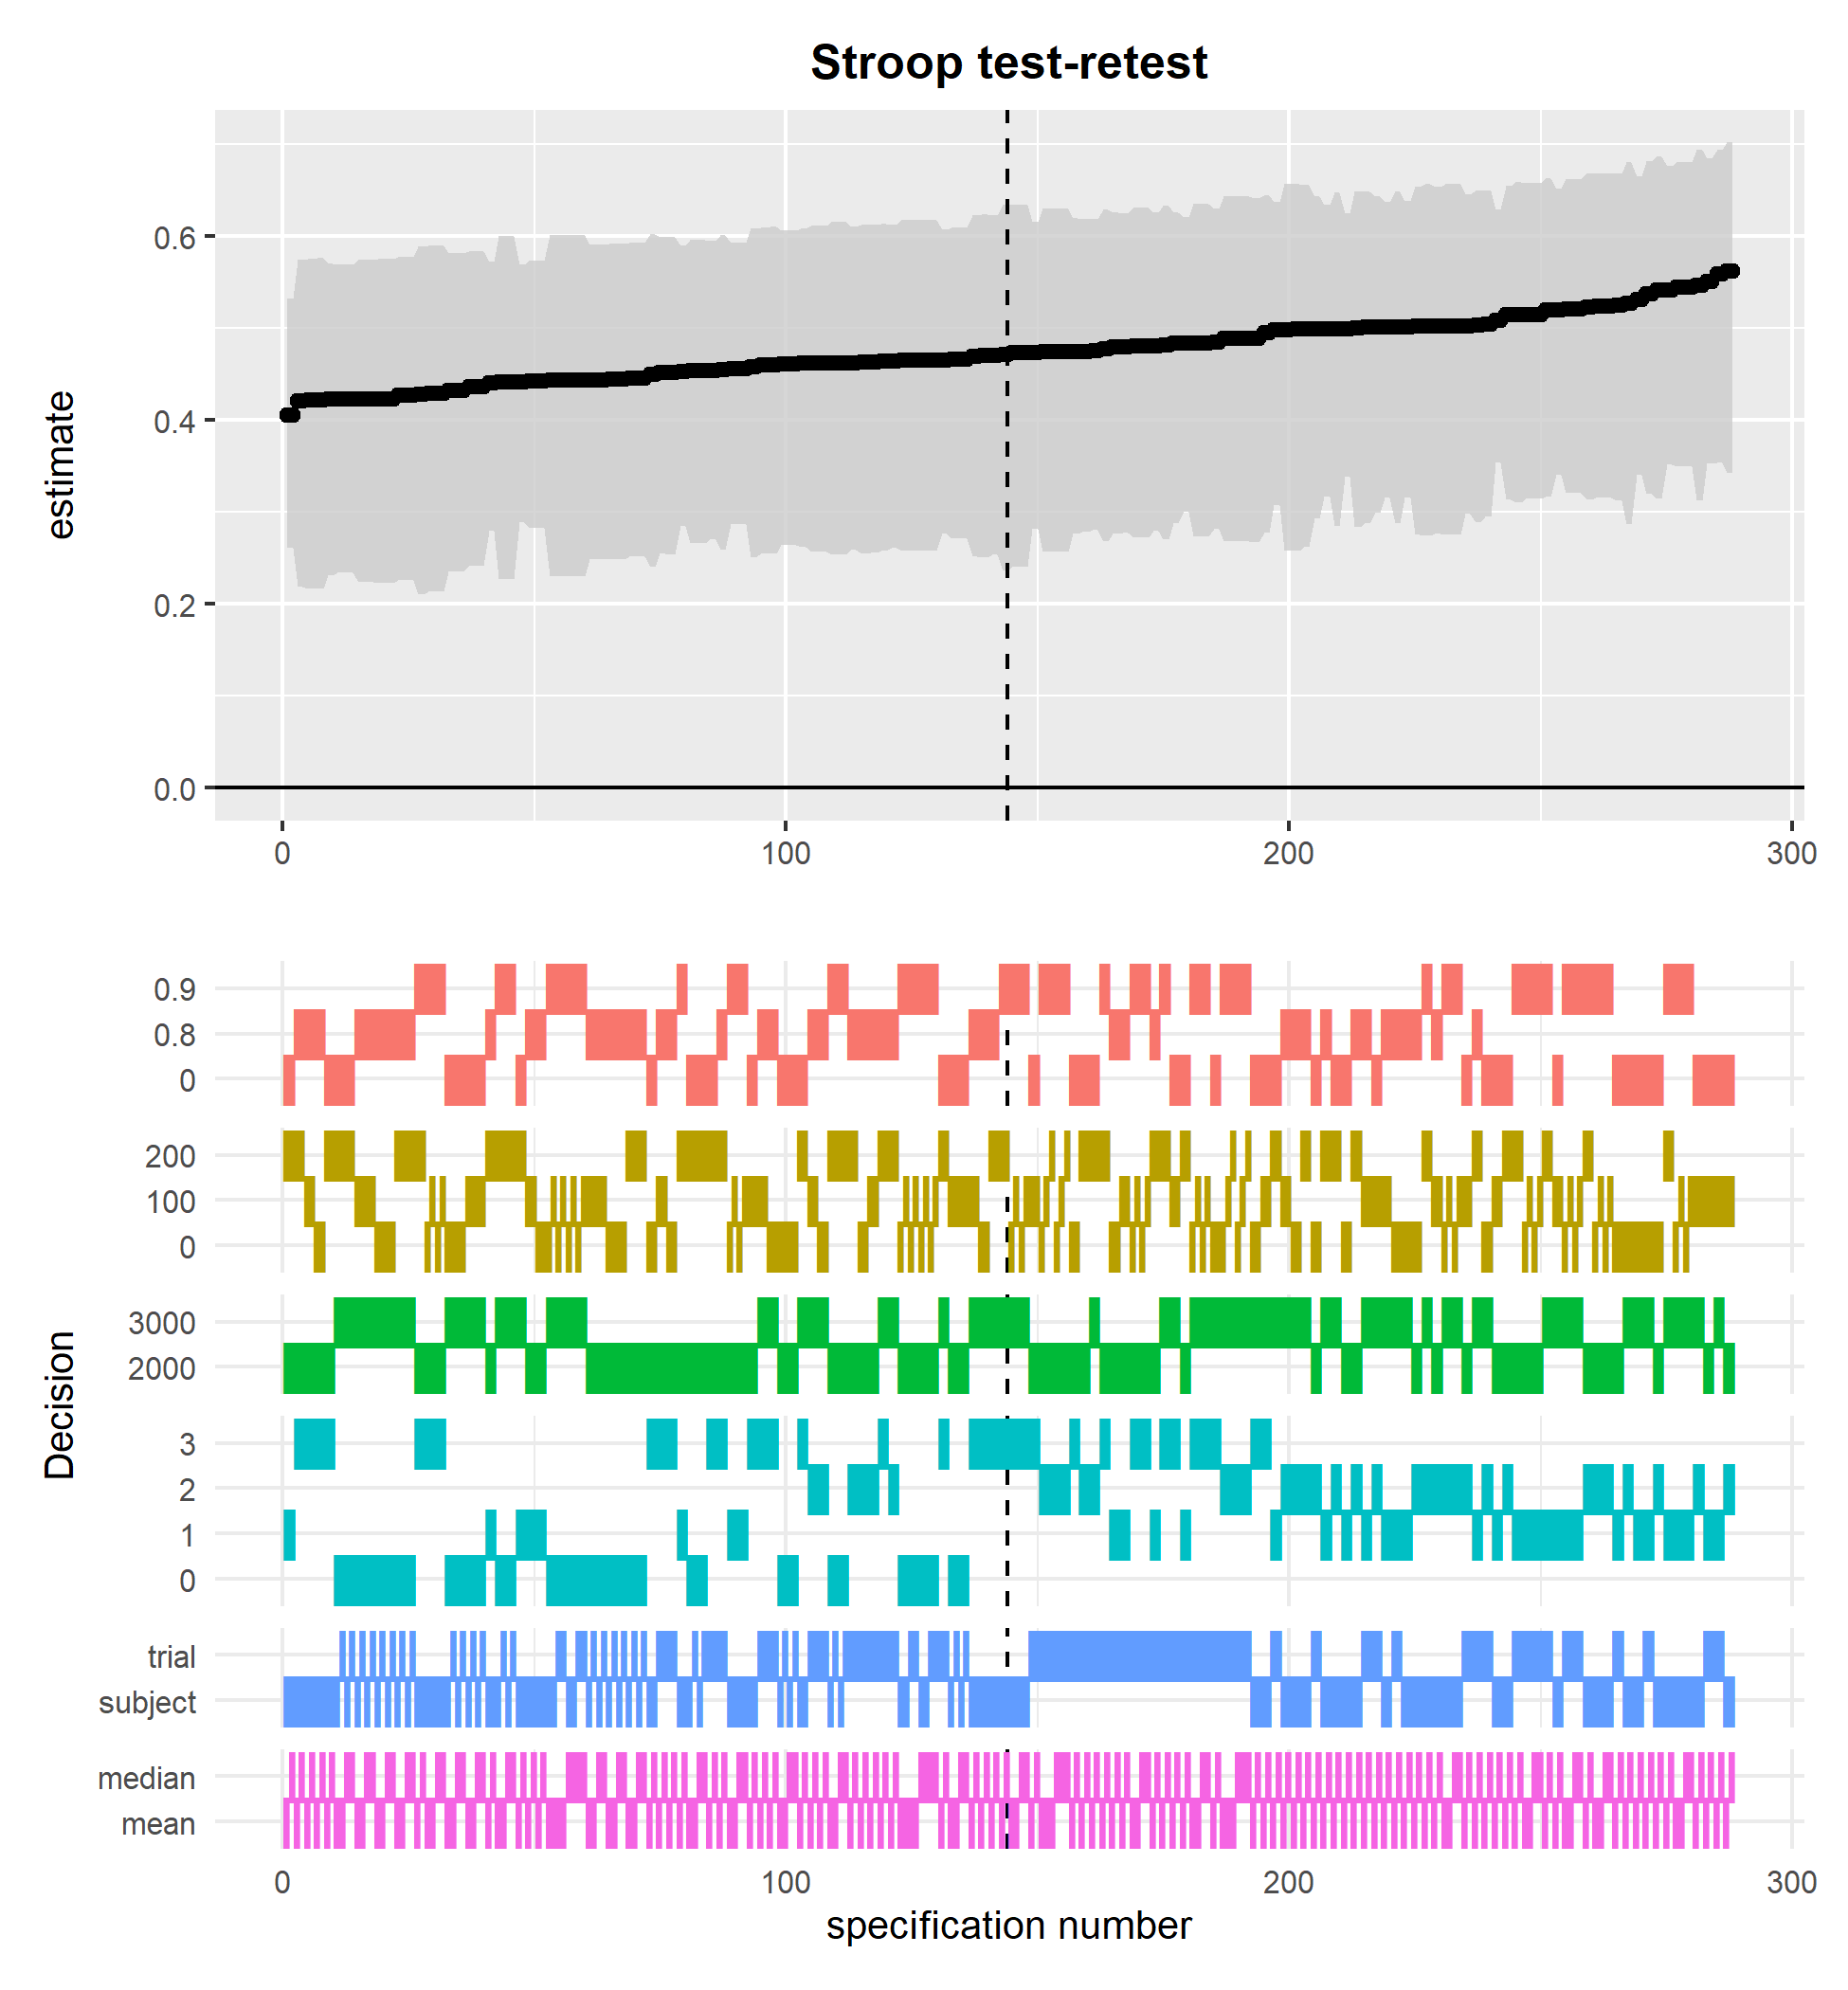 Stroop test-retest
estimate
0.6
0.4
0.2
0.0
0 100 200 300
Decision
0.9
0.8
0
200
100
0
3000
2000
3
2
1
0
trial
subject
median
mean
0 100 200 300
specification number